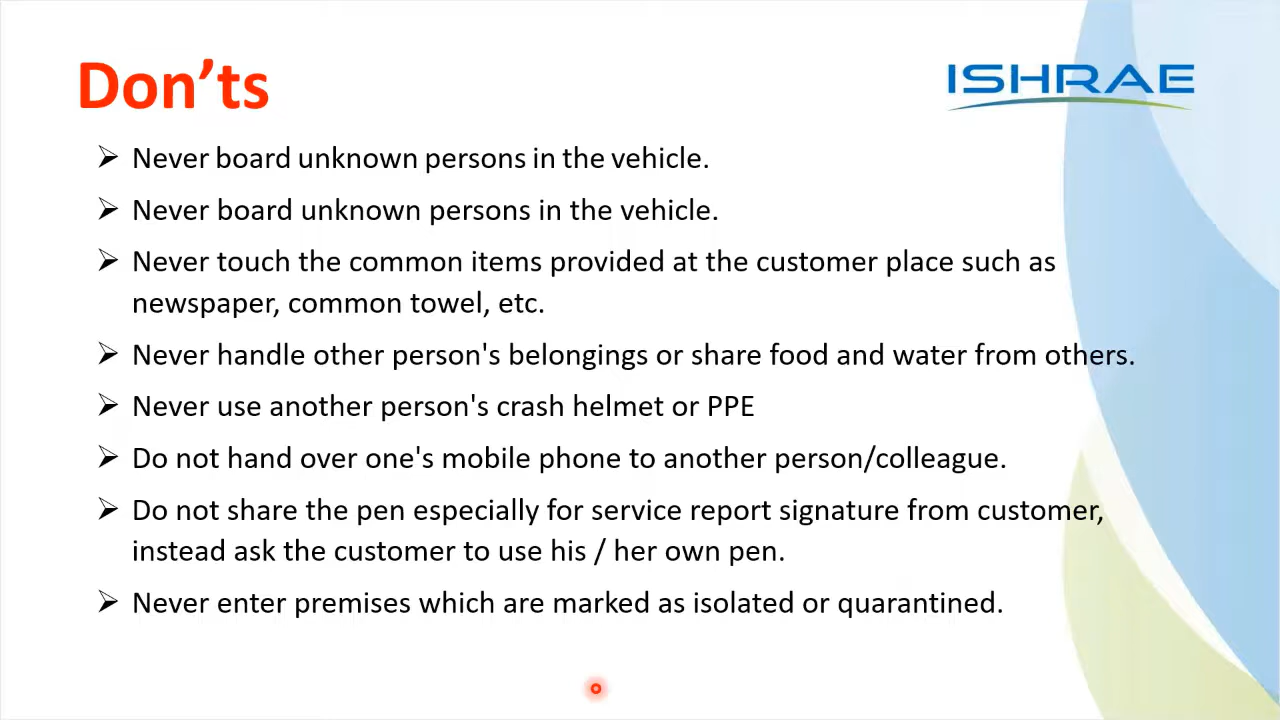 Don’ts
ISHRAE
Never board unknown persons in the vehicle.
Never board unknown persons in the vehicle.
Never touch the common items provided at the customer place such as
newspaper, common towel, etc.
Never handle other person's belongings or share food and water from others.
Never use another person's crash helmet or PPE
Do not hand over one's mobile phone to another person/colleague.
Do not share the pen especially for service report signature from customer,
instead ask the customer to use his / her own pen.
Never enter premises which are marked as isolated or quarantined.